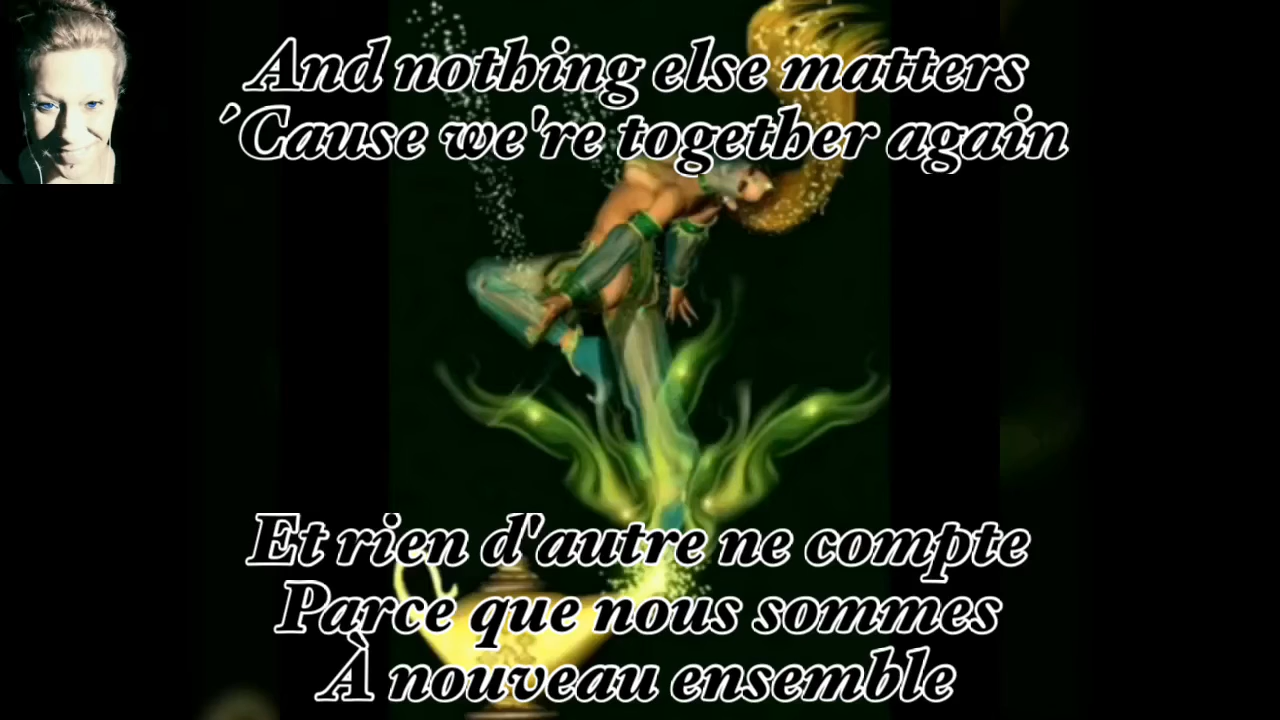 And nothing else matters
´Cause we're together again
Et rien d'autre ne compte
Parce que nous sommes
À nouveau ensemble